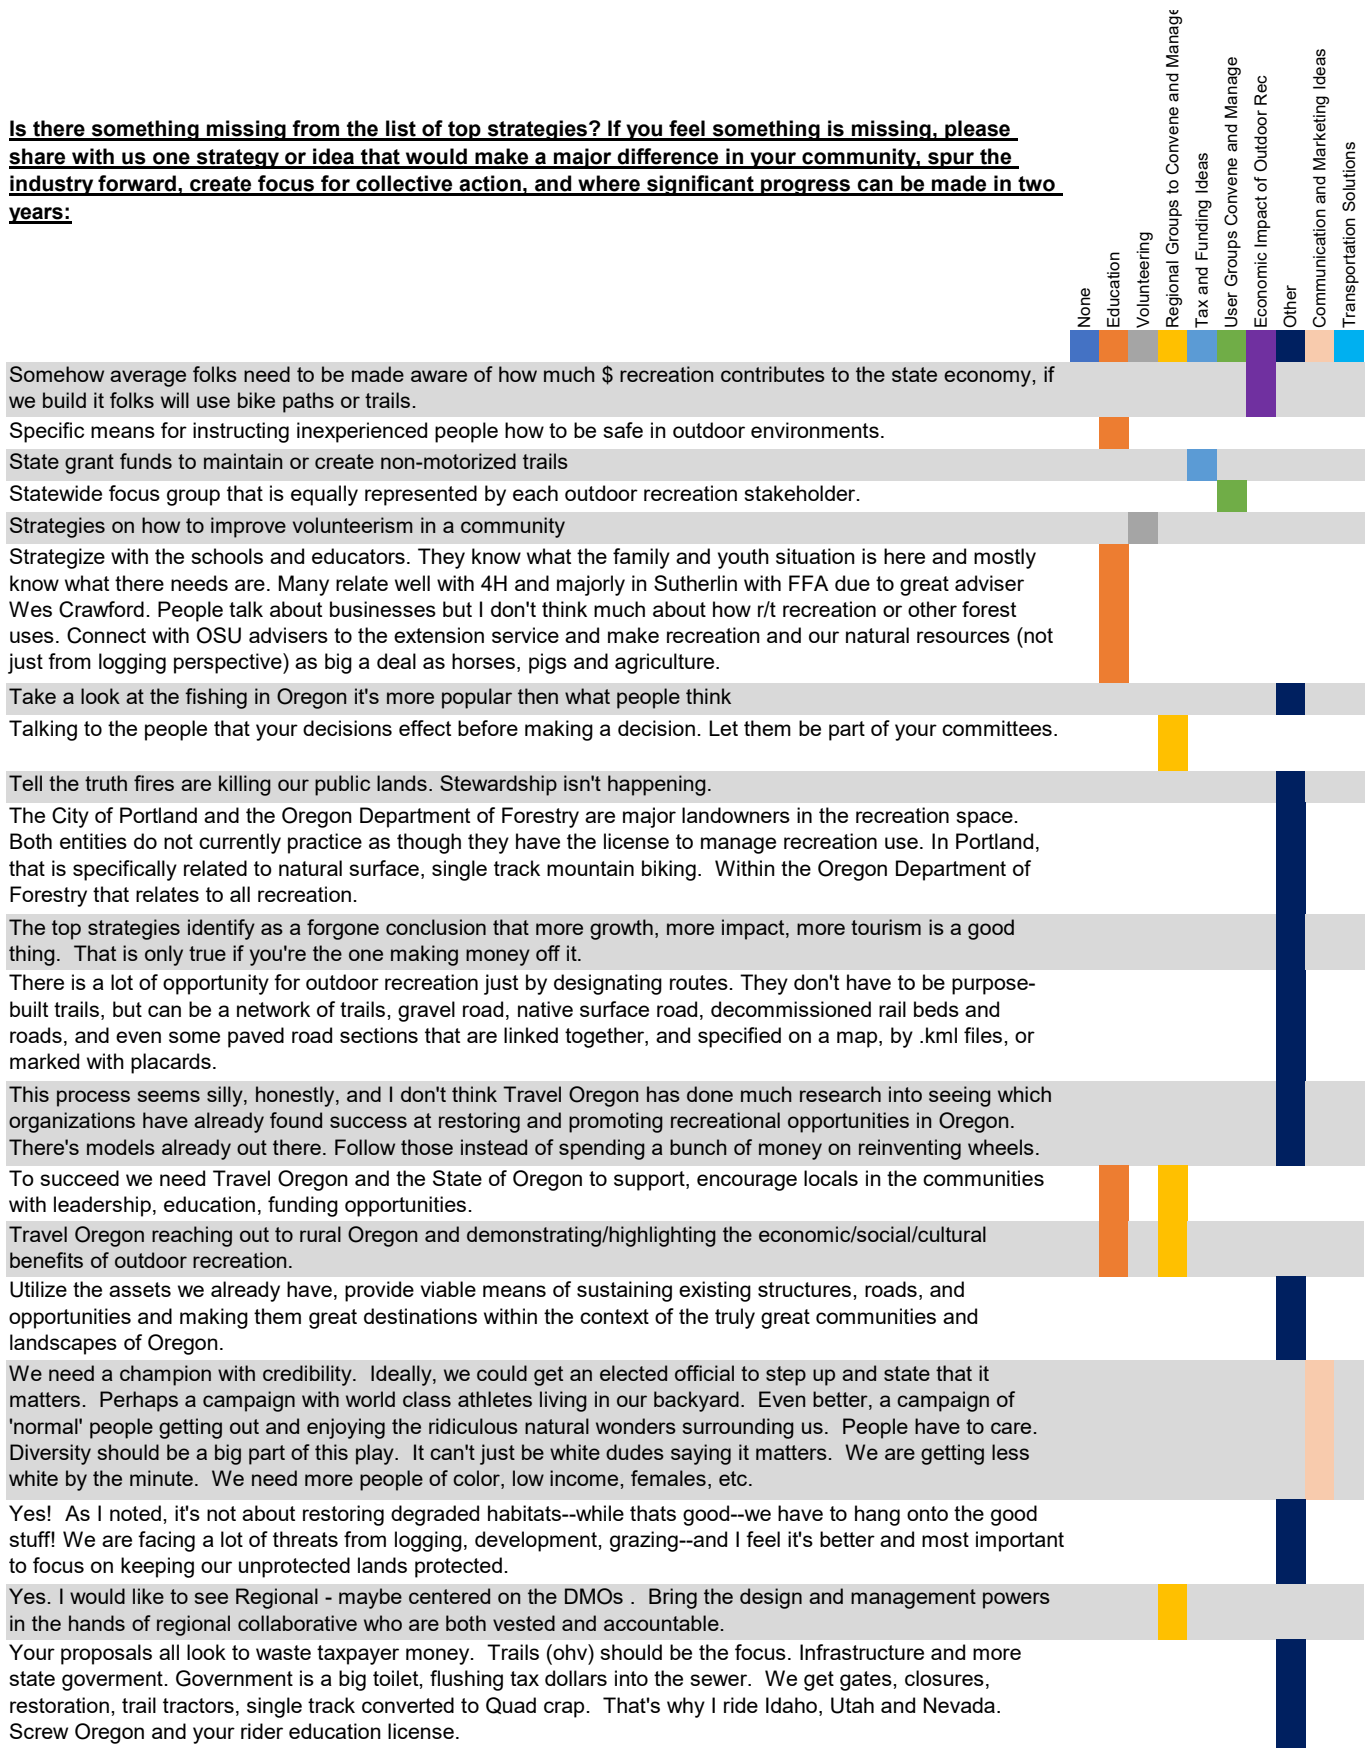 Is there something missing from the list of top strategies? If you feel something is missing, please
share with us one strategy or idea that would make a major difference in your community, spur the
industry forward, create focus for collective action, and where significant progress can be made in two
years:
None
Education
Volunteering
Regional Groups to Convene and Manage
Tax and Funding Ideas
User Groups Convene and Manage
Economic Impact of Outdoor Rec
Other
Communication and Marketing Ideas
Transportation Solutions
Somehow average folks need to be made aware of how much $ recreation contributes to the state economy, if
we build it folks will use bike paths or trails.
Specific means for instructing inexperienced people how to be safe in outdoor environments.
State grant funds to maintain or create non-motorized trails
Statewide focus group that is equally represented by each outdoor recreation stakeholder.
Strategies on how to improve volunteerism in a community
Strategize with the schools and educators. They know what the family and youth situation is here and mostly
know what there needs are. Many relate well with 4H and majorly in Sutherlin with FFA due to great adviser
Wes Crawford. People talk about businesses but I don't think much about how r/t recreation or other forest
uses. Connect with OSU advisers to the extension service and make recreation and our natural resources (not
just from logging perspective) as big a deal as horses, pigs and agriculture.
Take a look at the fishing in Oregon it's more popular then what people think
Talking to the people that your decisions effect before making a decision. Let them be part of your committees.
Tell the truth fires are killing our public lands. Stewardship isn't happening.
The City of Portland and the Oregon Department of Forestry are major landowners in the recreation space.
Both entities do not currently practice as though they have the license to manage recreation use. In Portland,
that is specifically related to natural surface, single track mountain biking. Within the Oregon Department of
Forestry that relates to all recreation.
The top strategies identify as a forgone conclusion that more growth, more impact, more tourism is a good
thing. That is only true if you're the one making money off it.
There is a lot of opportunity for outdoor recreation just by designating routes. They don't have to be purpose-
built trails, but can be a network of trails, gravel road, native surface road, decommissioned rail beds and
roads, and even some paved road sections that are linked together, and specified on a map, by .kml files, or
marked with placards.
This process seems silly, honestly, and I don't think Travel Oregon has done much research into seeing which
organizations have already found success at restoring and promoting recreational opportunities in Oregon.
There's models already out there. Follow those instead of spending a bunch of money on reinventing wheels.
To succeed we need Travel Oregon and the State of Oregon to support, encourage locals in the communities
with leadership, education, funding opportunities.
Travel Oregon reaching out to rural Oregon and demonstrating/highlighting the economic/social/cultural
benefits of outdoor recreation.
Utilize the assets we already have, provide viable means of sustaining existing structures, roads, and
opportunities and making them great destinations within the context of the truly great communities and
landscapes of Oregon.
We need a champion with credibility. Ideally, we could get an elected official to step up and state that it
matters. Perhaps a campaign with world class athletes living in our backyard. Even better, a campaign of
'normal' people getting out and enjoying the ridiculous natural wonders surrounding us. People have to care.
Diversity should be a big part of this play. It can't just be white dudes saying it matters. We are getting less
white by the minute. We need more people of color, low income, females, etc.
Yes! As I noted, it's not about restoring degraded habitats--while thats good--we have to hang onto the good
stuff! We are facing a lot of threats from logging, development, grazing--and I feel it's better and most important
to focus on keeping our unprotected lands protected.
Yes. I would like to see Regional - maybe centered on the DMOs . Bring the design and management powers
in the hands of regional collaborative who are both vested and accountable.
Your proposals all look to waste taxpayer money. Trails (ohv) should be the focus. Infrastructure and more
state goverment. Government is a big toilet, flushing tax dollars into the sewer. We get gates, closures,
restoration, trail tractors, single track converted to Quad crap. That's why I ride Idaho, Utah and Nevada.
Screw Oregon and your rider education license.